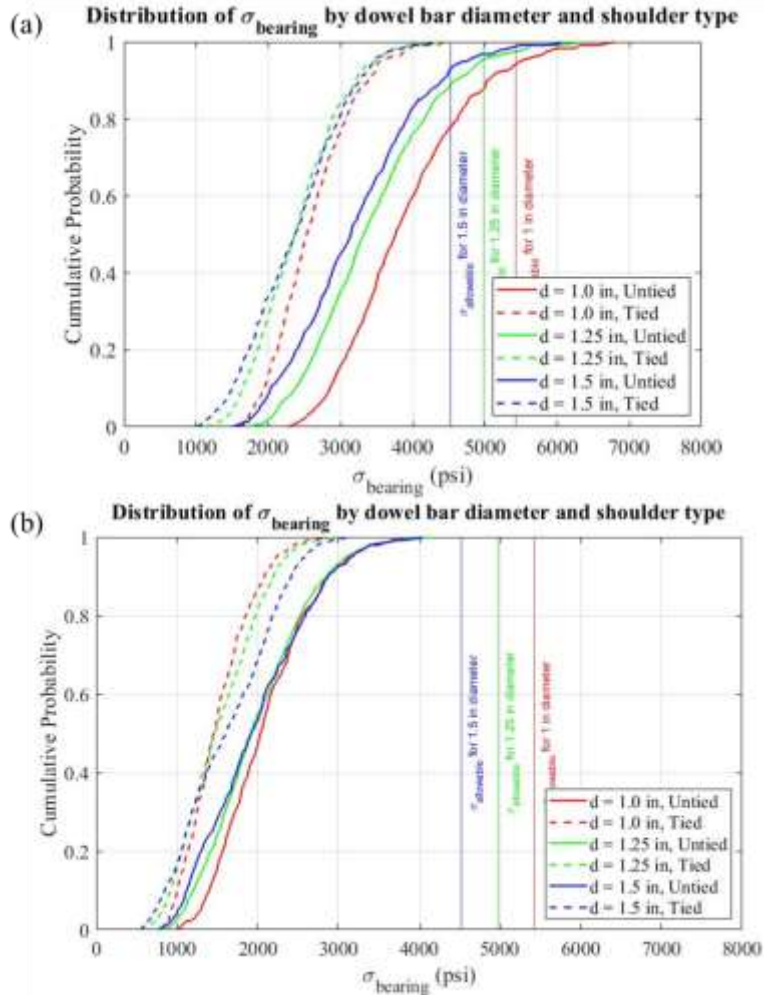 (a)
Distribution of σbearing by dowel bar diameter and shoulder type
1
0.8
0.6
0.4
0.2
0
Cumulative Probability
σallowable for 1.5 in diameter
for 1.25 in diameter
for 1 in diameter
d = 1.0 in, Untied
d = 1.0 in, Tied
d = 1.25 in, Untied
d = 1.25 in, Tied
d = 1.5 in, Untied
d = 1.5 in, Tied
0 1000 2000 3000 4000 5000 6000 7000 8000
σbearing (psi)
(b)
Distribution of σbearing by dowel bar diameter and shoulder type
1
0.8
0.6
0.4
0.2
0
Cumulative Probability
σallowable for 1.5 in diameter
σallowable for 1.25 in diameter
for 1 in diameter
d = 1.0 in, Untied
d = 1.0 in, Tied
d = 1.25 in, Untied
d = 1.25 in, Tied
d = 1.5 in, Untied
d = 1.5 in, Tied
0 1000 2000 3000 4000 5000 6000 7000 8000
σbearing (psi)